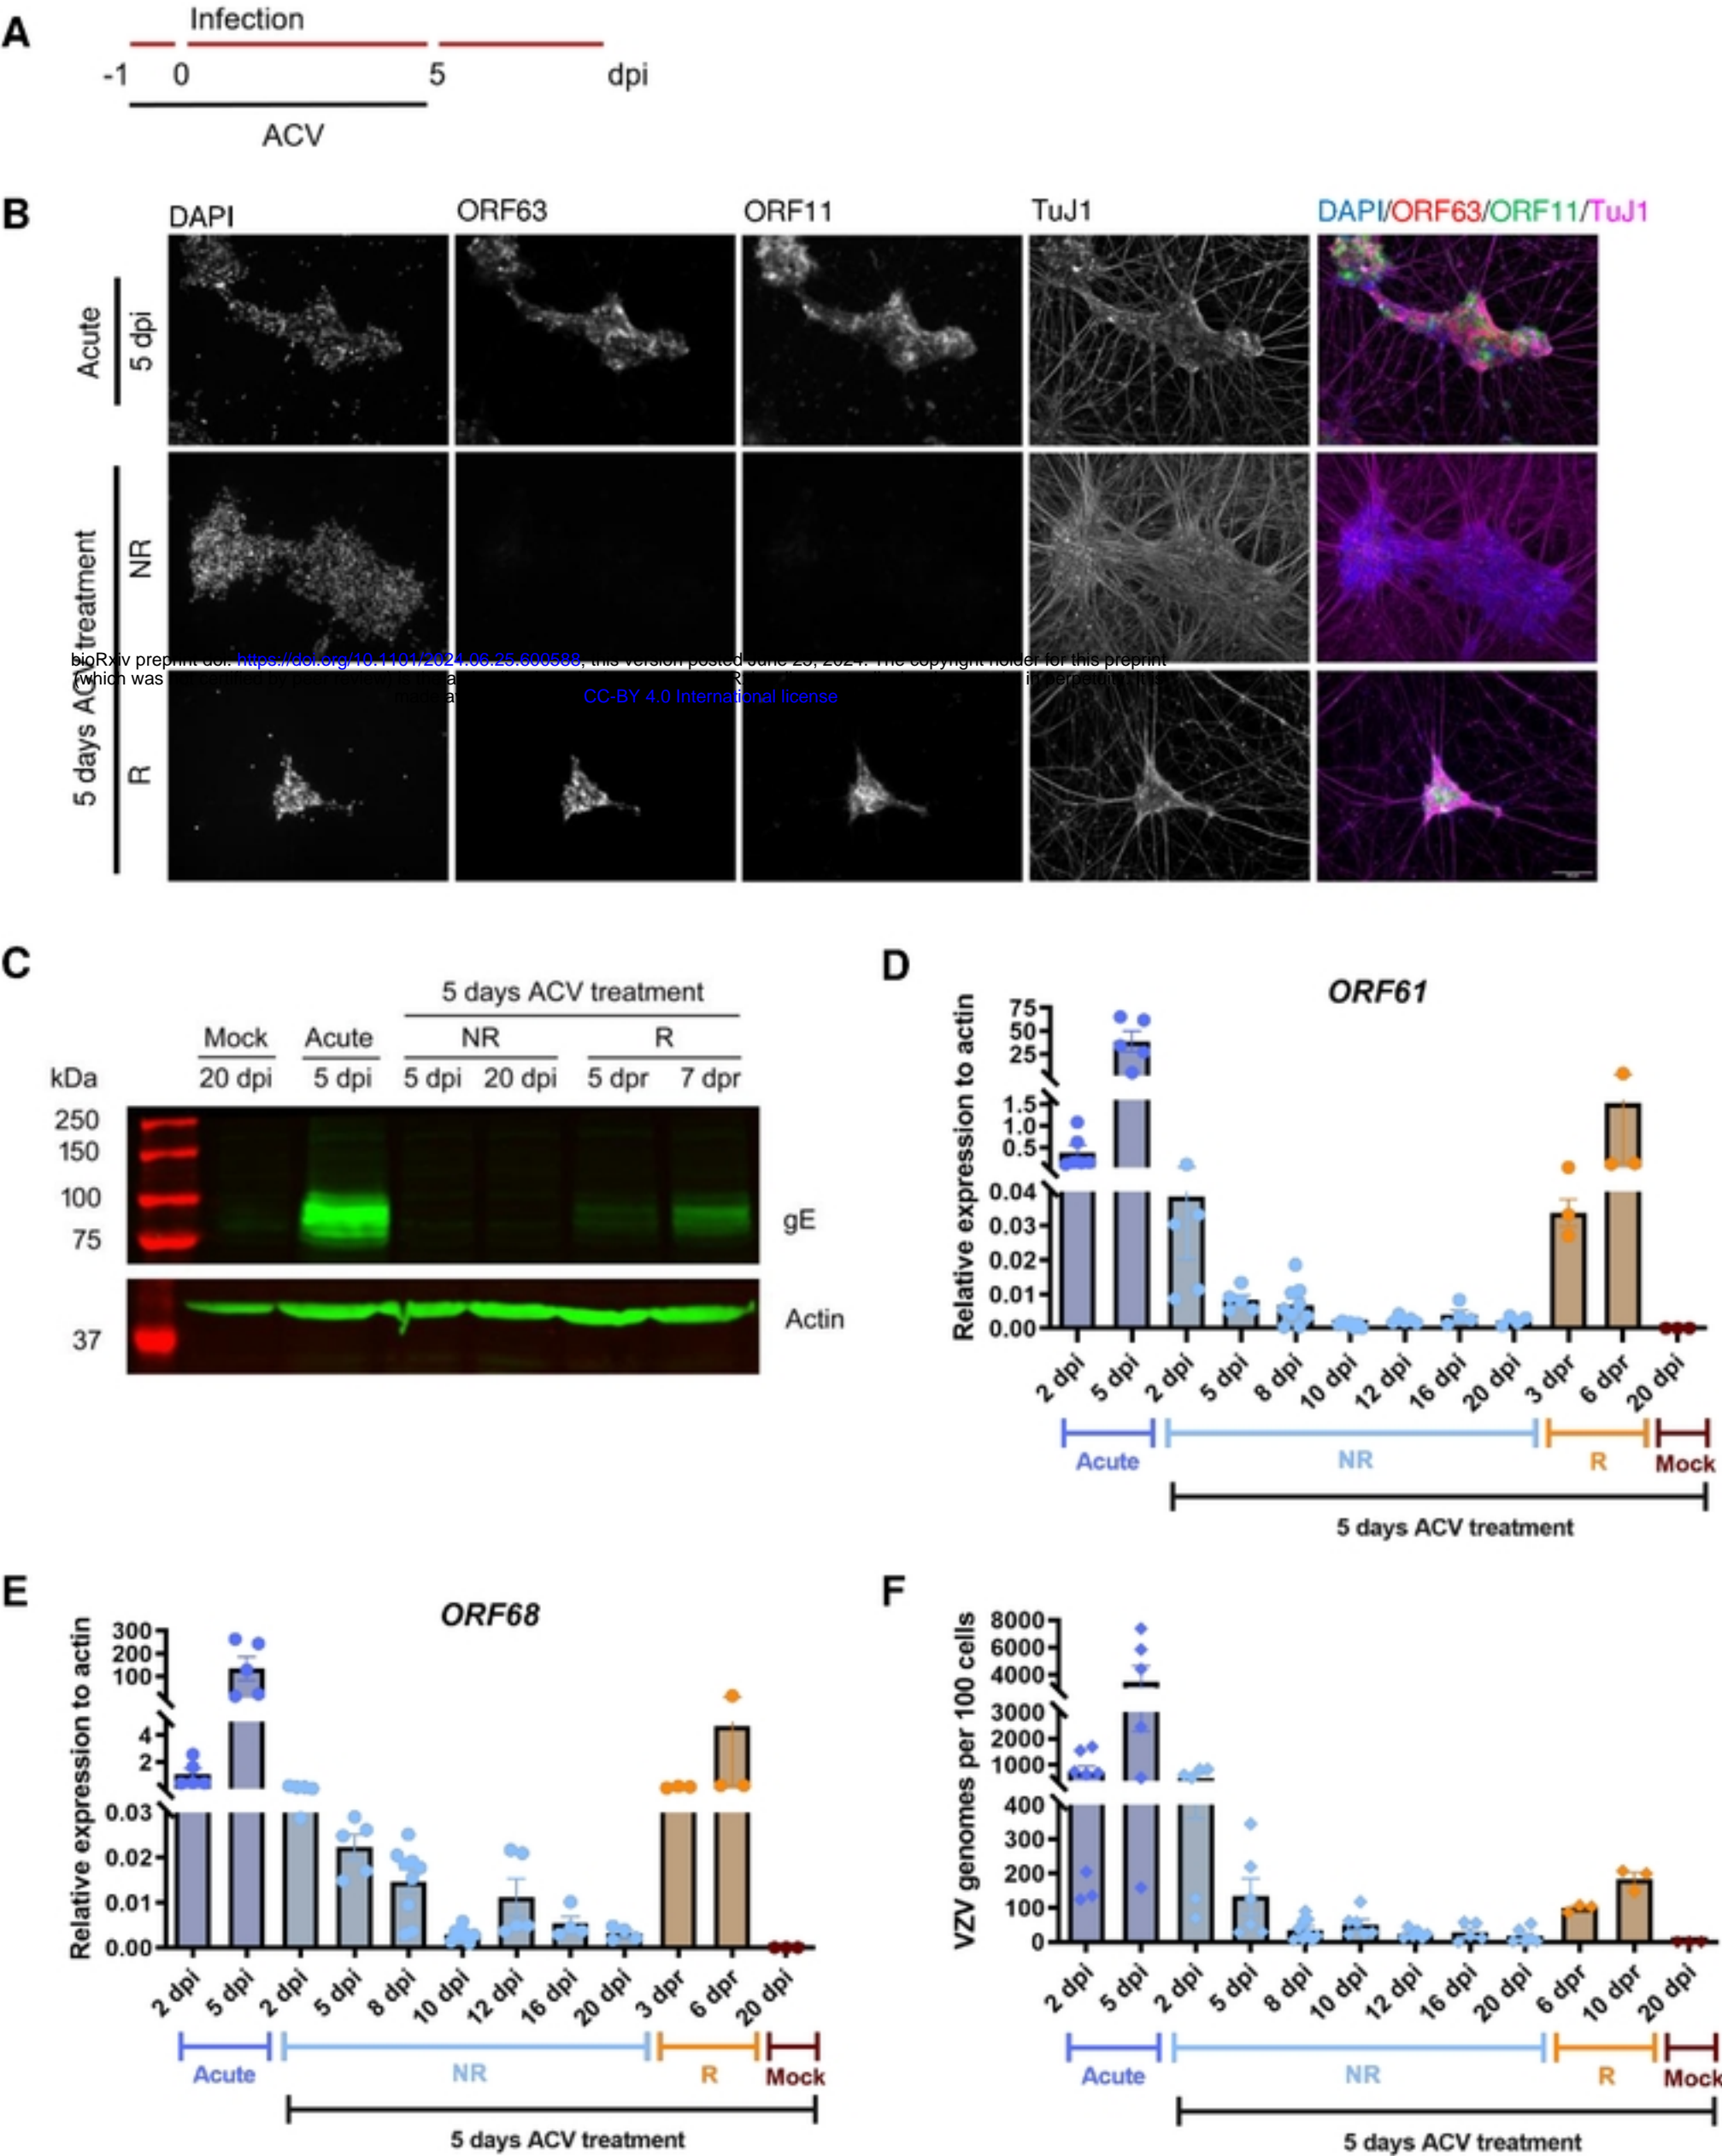 A
Infection
-1 0 5 dpi
ACV
B
DAPI ORF63 ORF11 TuJ1 DAPI/ORF63/ORF11/TuJ1
Acute
5 dpi
5 days ACV treatment
NR
R
bioRxiv preprint doi: https://doi.org/10.1101/2024.06.25.600588; this version posted June 25, 2024. The copyright holder for this preprint
(which was not certified by peer review) is the a
made a
CC-BY 4.0 International license
C
5 days ACV treatment
Mock Acute NR R
kDa 20 dpi 5 dpi 5 dpi 20 dpi 5 dpr 7 dpr
250
150
100
75
gE
37
Actin
D
ORF61
Relative expression to actin
75
50
25
1.5
1.0
0.5
0.04
0.03
0.02
0.01
0.00
2 dpi 5 dpi 2 dpi 5 dpi 8 dpi 10 dpi 12 dpi 16 dpi 20 dpi 3 dpr 6 dpr 20 dpi
Acute NR R Mock
5 days ACV treatment
E
ORF68
Relative expression to actin
300
200
100
4
2
0.03
0.02
0.01
0.00
2 dpi 5 dpi 2 dpi 5 dpi 8 dpi 10 dpi 12 dpi 16 dpi 20 dpi 3 dpr 6 dpr 20 dpi
Acute NR R Mock
5 days ACV treatment
F
VZV genomes per 100 cells
8000
6000
4000
3000
2000
1000
400
300
200
100
0
2 dpi 5 dpi 2 dpi 5 dpi 8 dpi 10 dpi 12 dpi 16 dpi 20 dpi 6 dpr 10 dpr 20 dpi
Acute NR R Mock
5 days ACV treatment